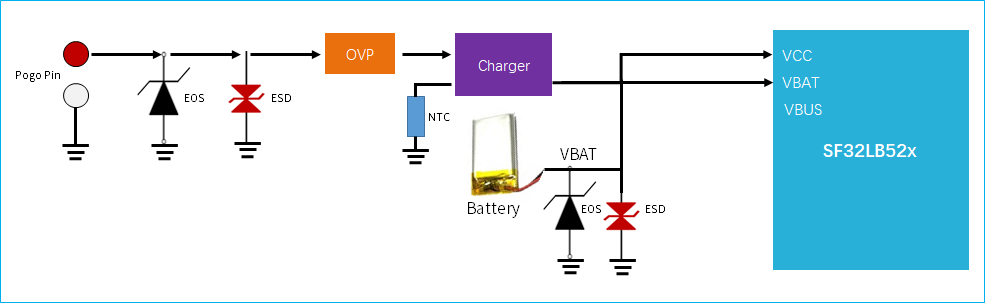 Pogo Pin
EOS
ESD
OVP
Charger
NTC
Battery
VBAT
EOS
ESD
VCC
VBAT
VBUS
SF32LB52x